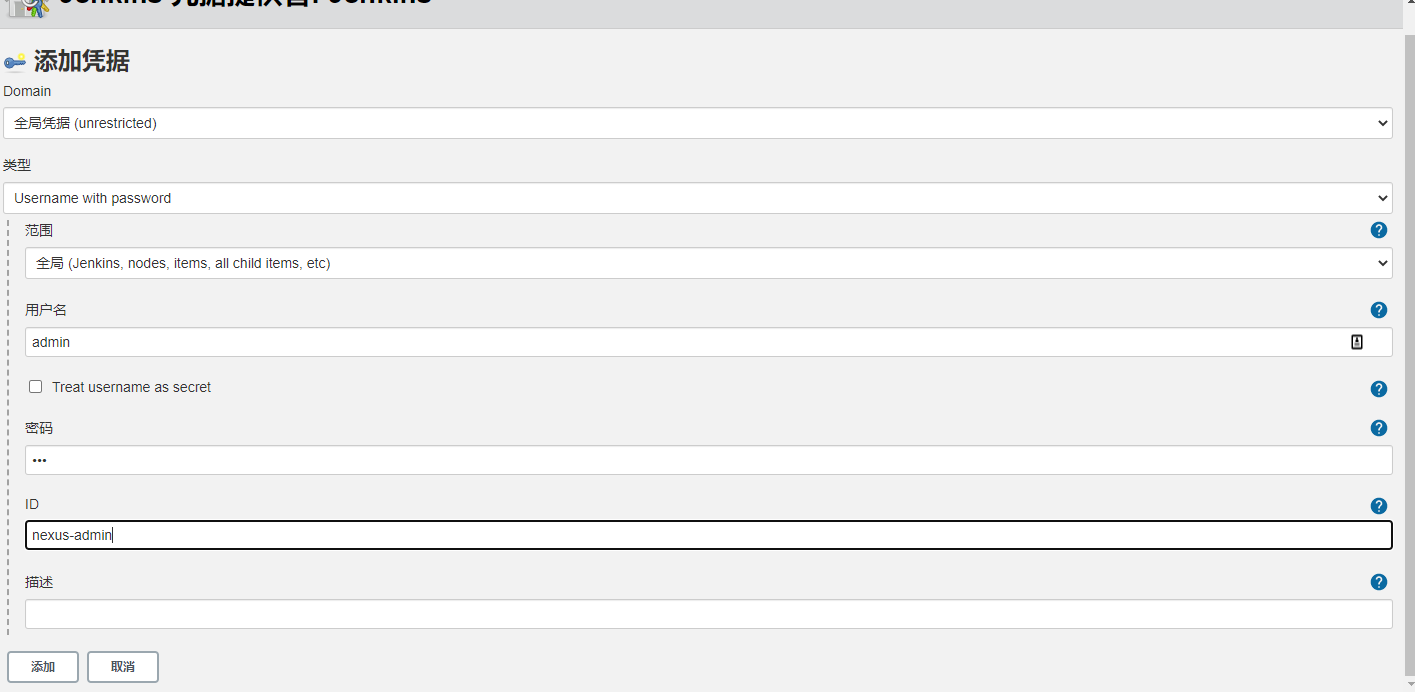 添加凭据
Domain
全局凭据 (unrestricted)
类型
Username with password
范围
全局 (Jenkins, nodes, items, all child items, etc)
用户名
admin
Treat username as secret
密码
•••
ID
nexus-admin
描述
添加
取消